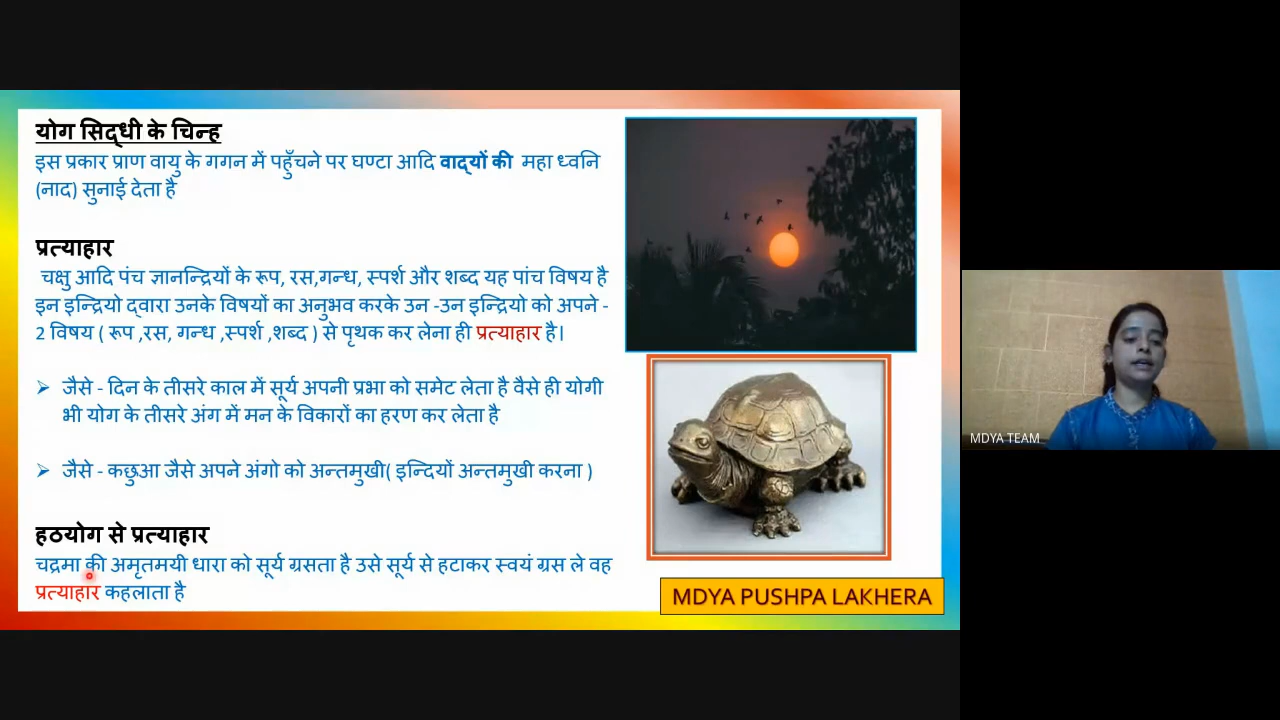 योग सिद्धी के चिन्ह
इस प्रकार प्राण वायु के गगन में पहुँचने पर घण्टा आदि वाद्यों की महा ध्वनि
(नाद) सुनाई देता है
प्रत्याहार
चक्षु आदि पंच ज्ञानन्द्रियों के रूप, रस,गन्ध, स्पर्श और शब्द यह पांच विषय है
इन इन्द्रियो द्वारा उनके विषयों का अनुभव करके उन -उन इन्द्रियो को अपने -
2 विषय ( रूप ,रस, गन्ध ,स्पर्श ,शब्द ) से पृथक कर लेना ही प्रत्याहार है।
➢ जैसे - दिन के तीसरे काल में सूर्य अपनी प्रभा को समेट लेता है वैसे ही योगी
भी योग के तीसरे अंग में मन के विकारों का हरण कर लेता है
➢ जैसे - कछुआ जैसे अपने अंगो को अन्तमुखी( इन्दियों अन्तमुखी करना )
हठयोग से प्रत्याहार
चद्रमा की अमृतमयी धारा को सूर्य ग्रसता है उसे सूर्य से हटाकर स्वयं ग्रस ले वह
प्रत्याहार कहलाता है
MDYA PUSHPA LAKHERA
MDYA TEAM